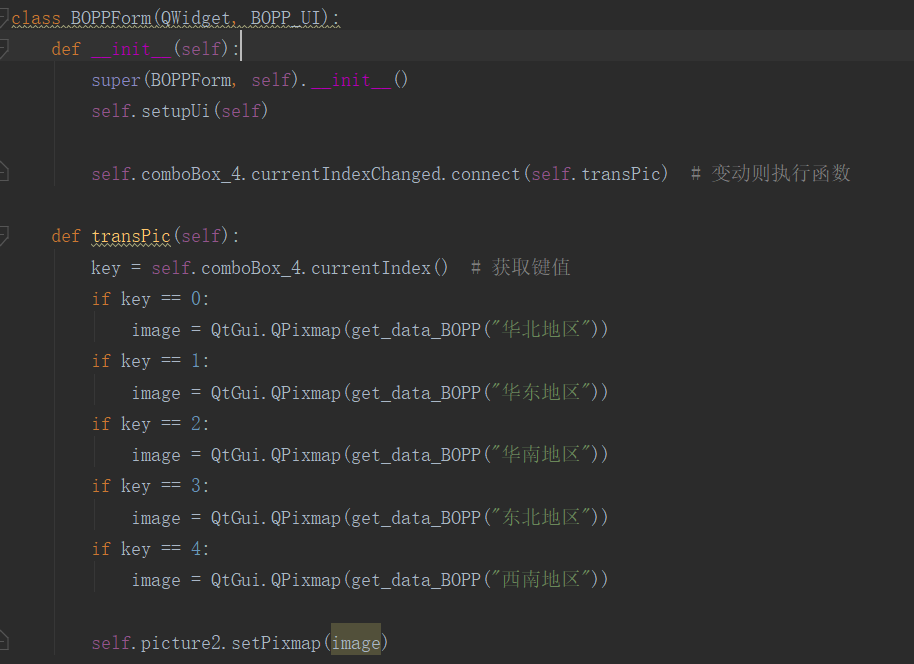 class BOPPForm(QWidget, BOPP_UI):
    def __init__(self):
        super(BOPPForm, self).__init__()
        self.setupUi(self)
        self.comboBox_4.currentIndexChanged.connect(self.transPic)  # 变动则执行函数
    def transPic(self):
        key = self.comboBox_4.currentIndex()  # 获取键值
        if key == 0:
            image = QtGui.QPixmap(get_data_BOPP("华北地区"))
        if key == 1:
            image = QtGui.QPixmap(get_data_BOPP("华东地区"))
        if key == 2:
            image = QtGui.QPixmap(get_data_BOPP("华南地区"))
        if key == 3:
            image = QtGui.QPixmap(get_data_BOPP("东北地区"))
        if key == 4:
            image = QtGui.QPixmap(get_data_BOPP("西南地区"))
        self.picture2.setPixmap(image)